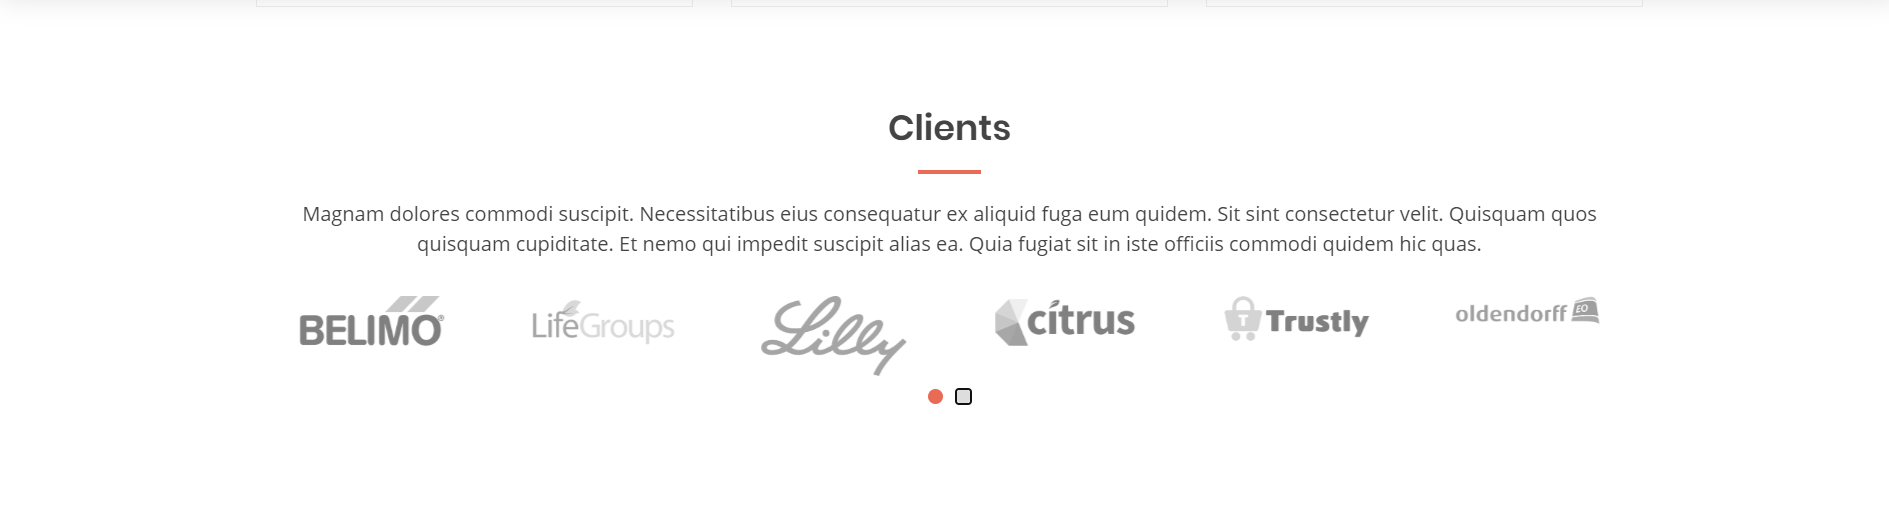 Clients
Magnam dolores commodi suscipit. Necessitatibus eius consequatur ex aliquid fuga eum quidem. Sit sint consectetur velit. Quisquam quos
quisquam cupiditate. Et nemo qui impedit suscipit alias ea. Quia fugiat sit in iste officiis commodi quidem hic quas.
BELIMO®
LifeGroups
Lilly
citrus
T Trustly
oldendorff EO